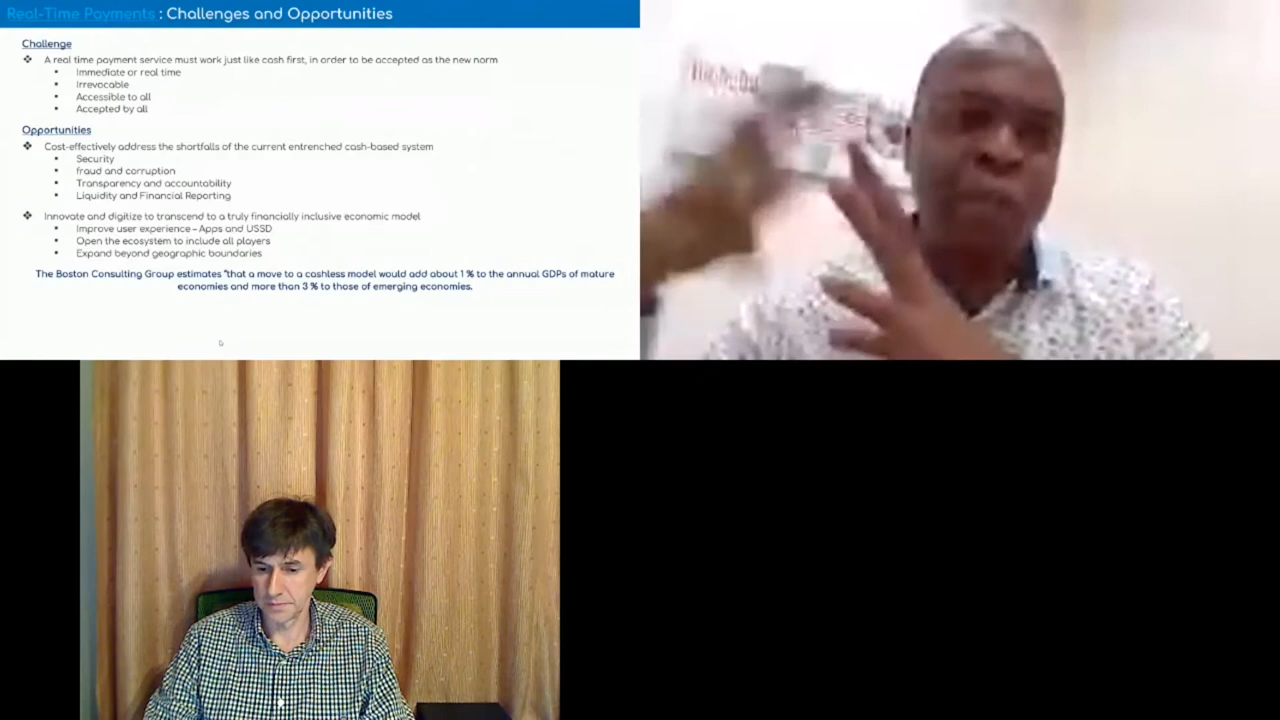 Real-Time Payments : Challenges and Opportunities
Challenge
❖ A real time payment service must work just like cash first, in order to be accepted as the new norm
▪ Immediate or real time
▪ Irrevocable
▪ Accessible to all
▪ Accepted by all
Opportunities
❖ Cost-effectively address the shortfalls of the current entrenched cash-based system
▪ Security
▪ fraud and corruption
▪ Transparency and accountability
▪ Liquidity and Financial Reporting
❖ Innovate and digitize to transcend to a truly financially inclusive economic model
▪ Improve user experience – Apps and USSD
▪ Open the ecosystem to include all players
▪ Expand beyond geographic boundaries
The Boston Consulting Group estimates "that a move to a cashless model would add about 1 % to the annual GDPs of mature
economies and more than 3 % to those of emerging economies.